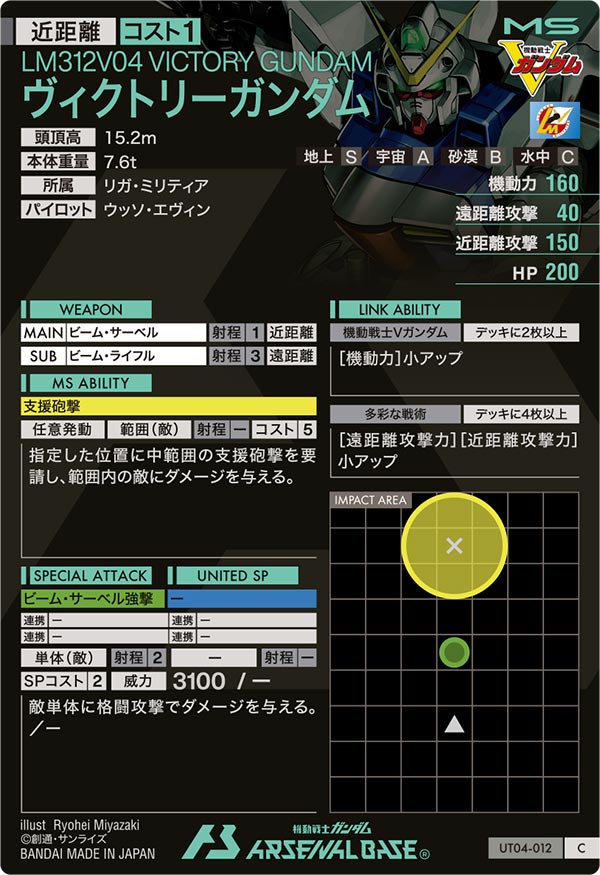 近距離 コスト1
MS
機動戦士
Vガンダム
LM312V04 VICTORY GUNDAM
ヴィクトリーガンダム
LM
頭頂高 15.2m
本体重量 7.6t
所属 リガ・ミリティア
パイロット ウッソ・エヴィン
地上 S 宇宙 A 砂漠 B 水中 C
機動力 160
遠距離攻撃 40
近距離攻撃 150
HP 200
WEAPON
MAIN ビーム・サーベル 射程 1 近距離
SUB ビーム・ライフル 射程 3 遠距離
MS ABILITY
支援砲撃
任意発動 範囲(敵) 射程 ー コスト 5
指定した位置に中範囲の支援砲撃を要
請し、範囲内の敵にダメージを与える。
SPECIAL ATTACK UNITED SP
ビーム・サーベル強撃 ー
連携 ー 連携 ー
連携 ー 連携 ー
単体(敵) 射程 2 ー 射程 ー
SPコスト 2 威力 3100 / ー
敵単体に格闘攻撃でダメージを与える。
/ー
LINK ABILITY
機動戦士Vガンダム デッキに2枚以上
[機動力]小アップ
多彩な戦術 デッキに4枚以上
[遠距離攻撃力][近距離攻撃力]
小アップ
IMPACT AREA
illust Ryohei Miyazaki
©創通・サンライズ
BANDAI MADE IN JAPAN
機動戦士ガンダム
AB ARSENAL BASE®
UT04-012 C